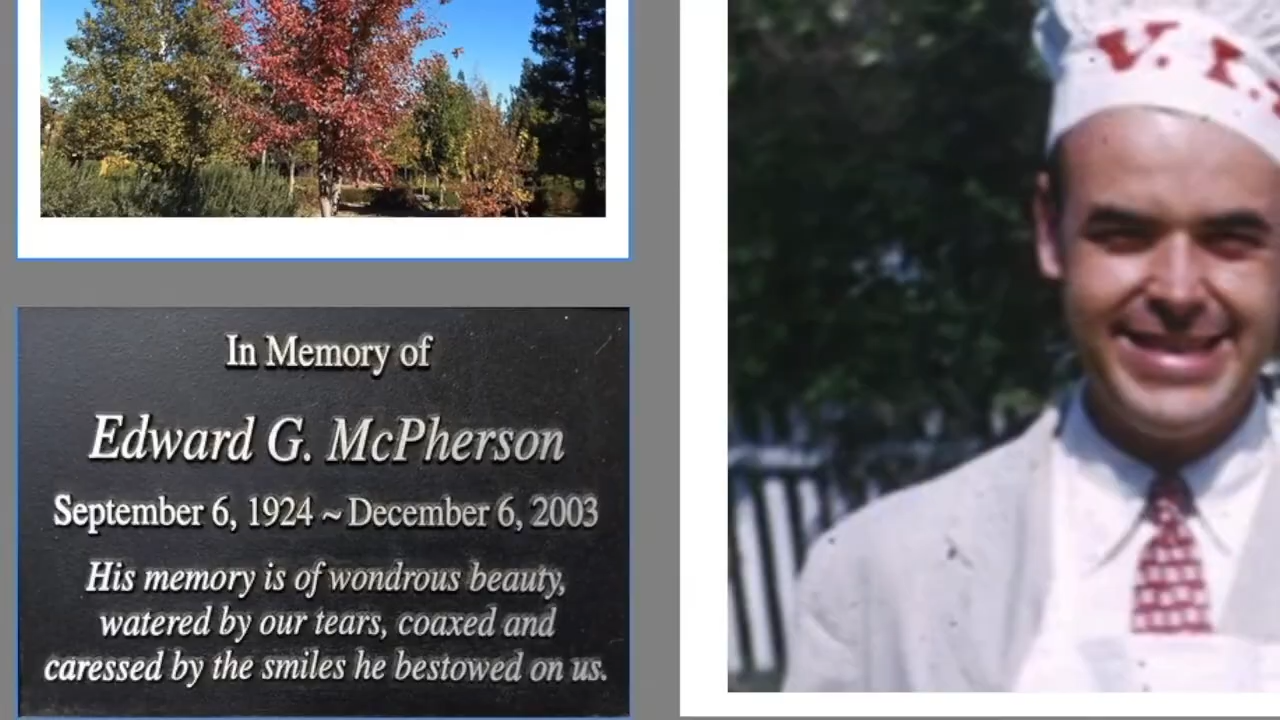 In Memory of
Edward G. McPherson
September 6, 1924 ~ December 6, 2003
His memory is of wondrous beauty,
watered by our tears, coaxed and
caressed by the smiles he bestowed on us.
V. I.